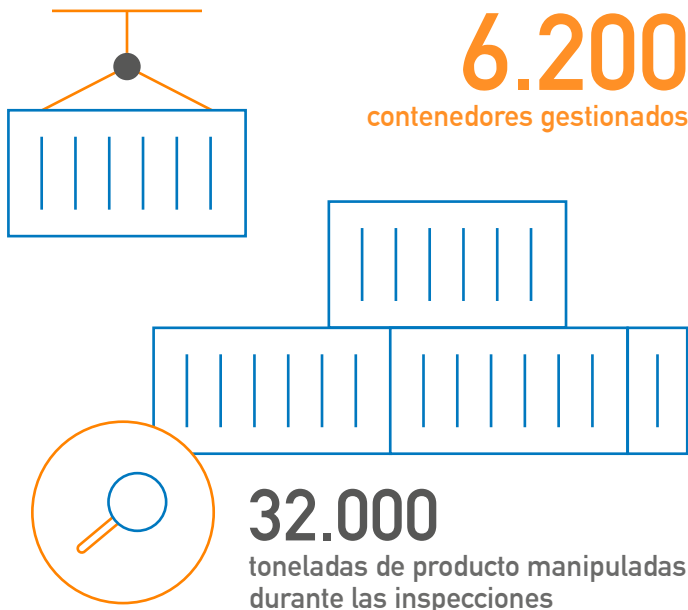 6.200
contenedores gestionados
32.000
toneladas de producto manipuladas
durante las inspecciones